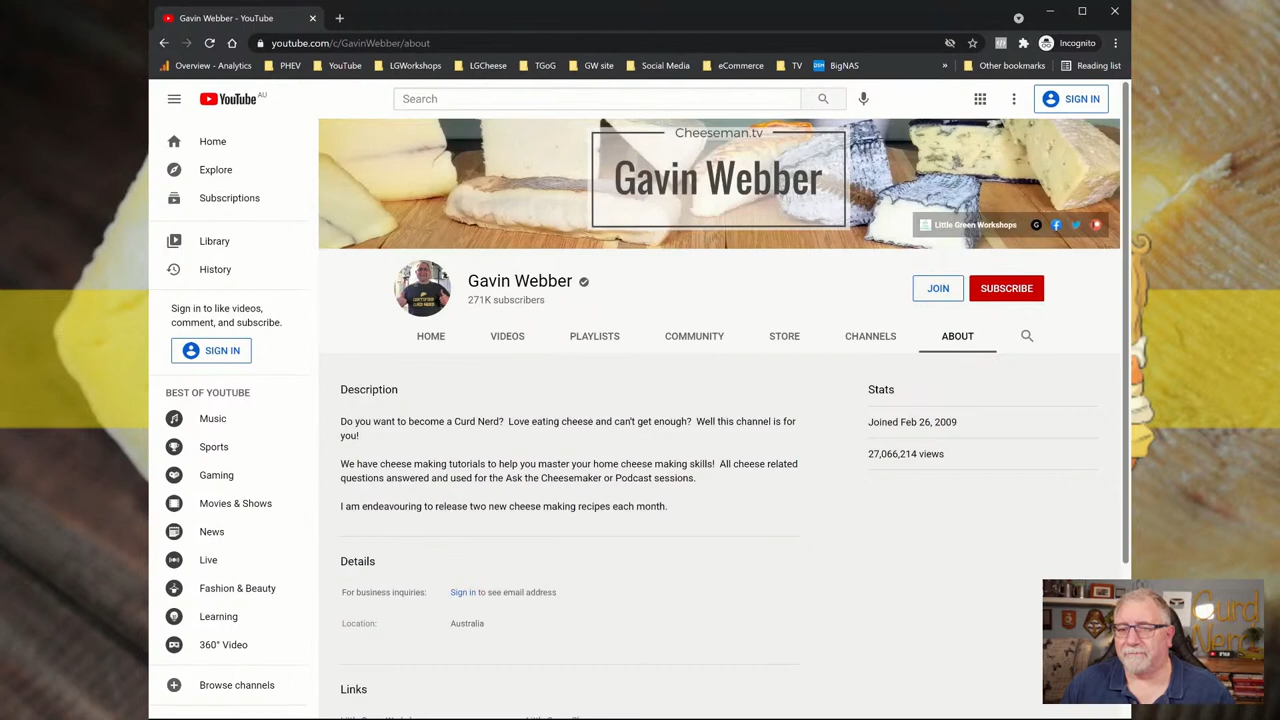 Gavin Webber - YouTube
youtube.com/c/GavinWebber/about
Incognito
Overview - Analytics
PHEV
YouTube
LGWorkshops
LGCheese
TGoG
GW site
Social Media
eCommerce
TV
BigNAS
»
Other bookmarks
Reading list
YouTube AU
Search
SIGN IN
Home
Explore
Subscriptions
Library
History
Sign in to like videos,
comment, and subscribe.
SIGN IN
BEST OF YOUTUBE
Music
Sports
Gaming
Movies & Shows
News
Live
Fashion & Beauty
Learning
360° Video
Browse channels
Cheeseman.tv
Gavin Webber
Little Green Workshops
Gavin Webber
271K subscribers
JOIN
SUBSCRIBE
HOME
VIDEOS
PLAYLISTS
COMMUNITY
STORE
CHANNELS
ABOUT
Description
Do you want to become a Curd Nerd? Love eating cheese and can't get enough? Well this channel is for
you!
We have cheese making tutorials to help you master your home cheese making skills! All cheese related
questions answered and used for the Ask the Cheesemaker or Podcast sessions.
I am endeavouring to release two new cheese making recipes each month.
Details
For business inquiries:
Sign in to see email address
Location:
Australia
Links
Stats
Joined Feb 26, 2009
27,066,214 views
Curd
Nerd